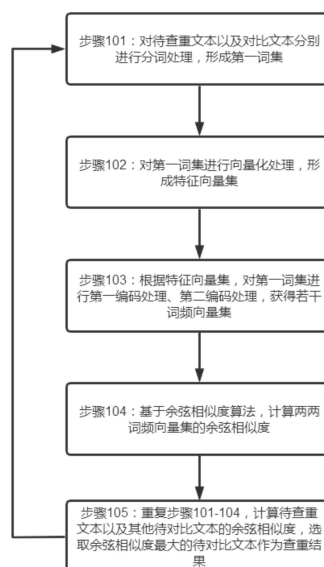 步骤101：对待查重文本以及对比文本分别
进行分词处理，形成第一词集
步骤102：对第一词集进行向量化处理，形
成特征向量集
步骤103：根据特征向量集，对第一词集进
行第一编码处理、第二编码处理，获得若干
词频向量集
步骤104：基于余弦相似度算法，计算两两
词频向量集的余弦相似度
步骤105：重复步骤101-104，计算待查重
文本以及其他待对比文本的余弦相似度，选
取余弦相似度最大的待对比文本作为查重结
果